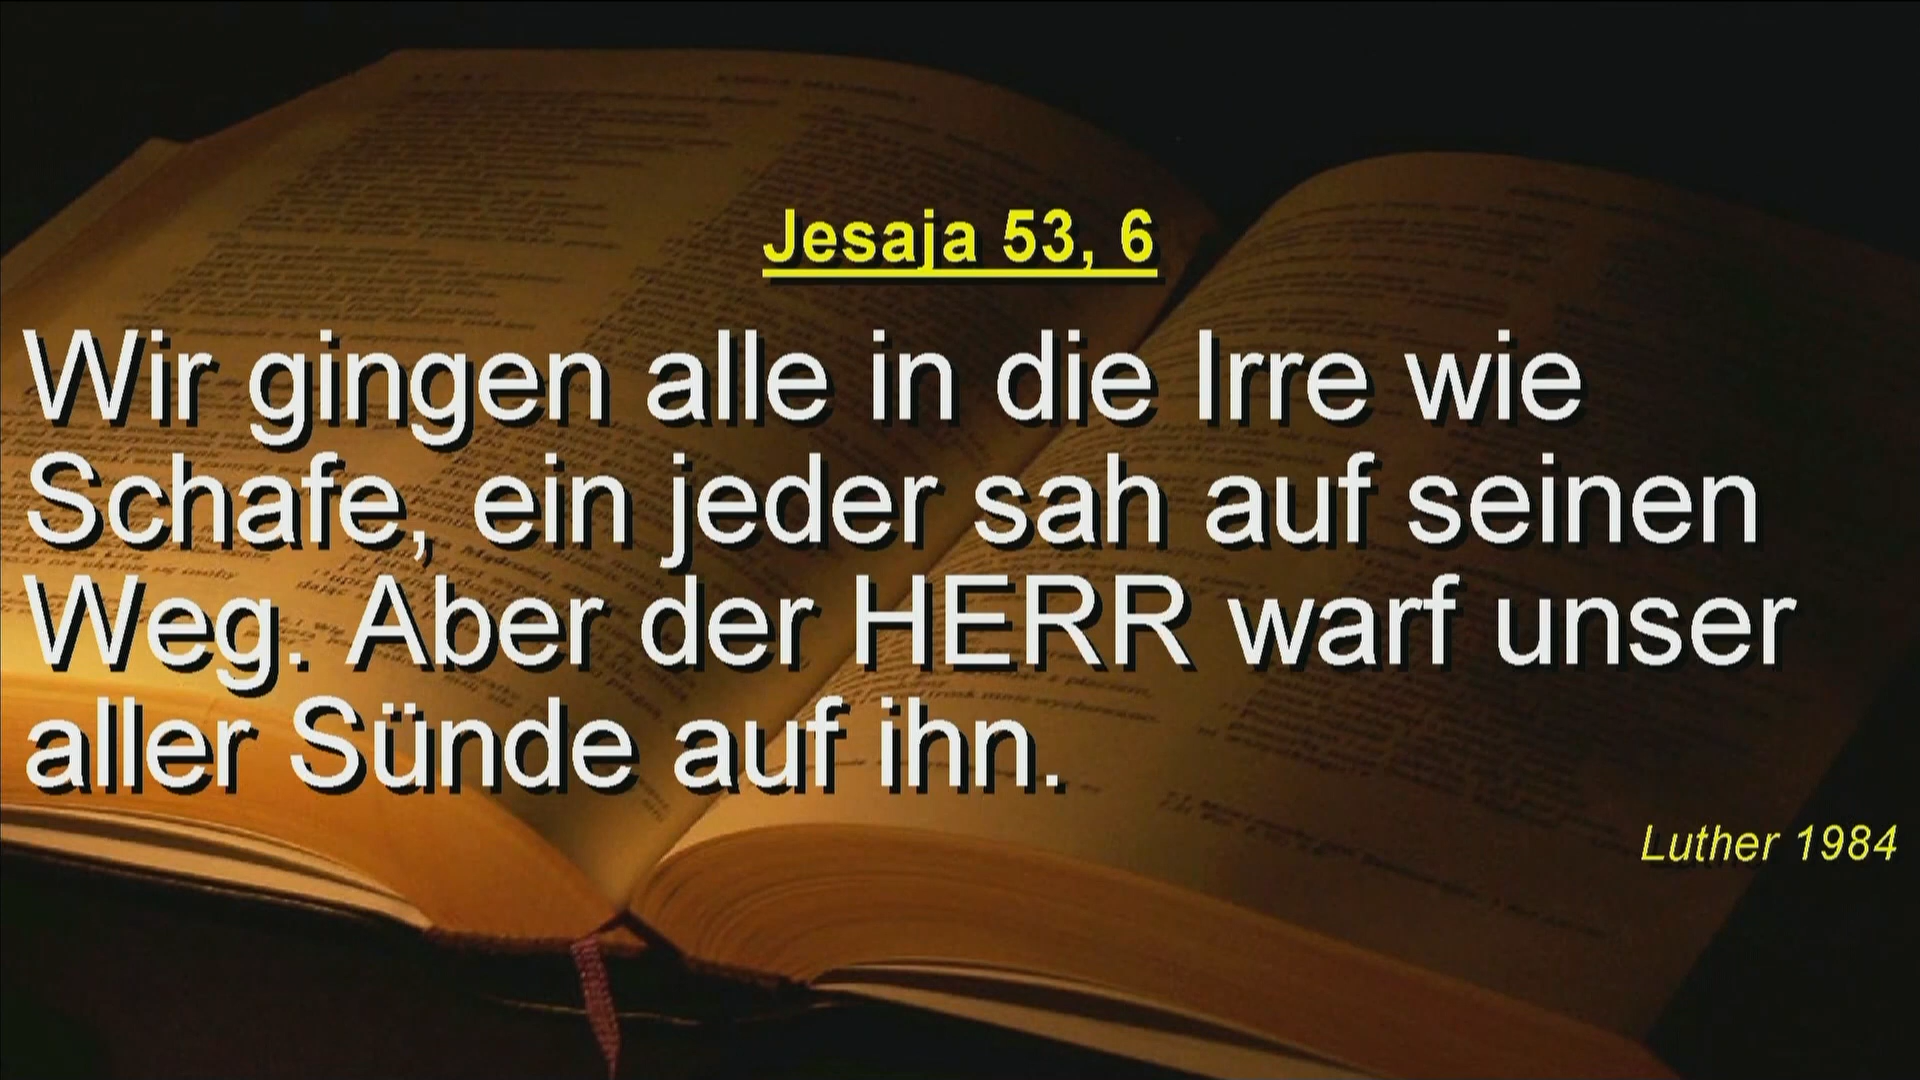 Jesaja 53, 6
Wir gingen alle in die Irre wie
Schafe, ein jeder sah auf seinen
Weg. Aber der HERR warf unser
aller Sünde auf ihn.
Luther 1984